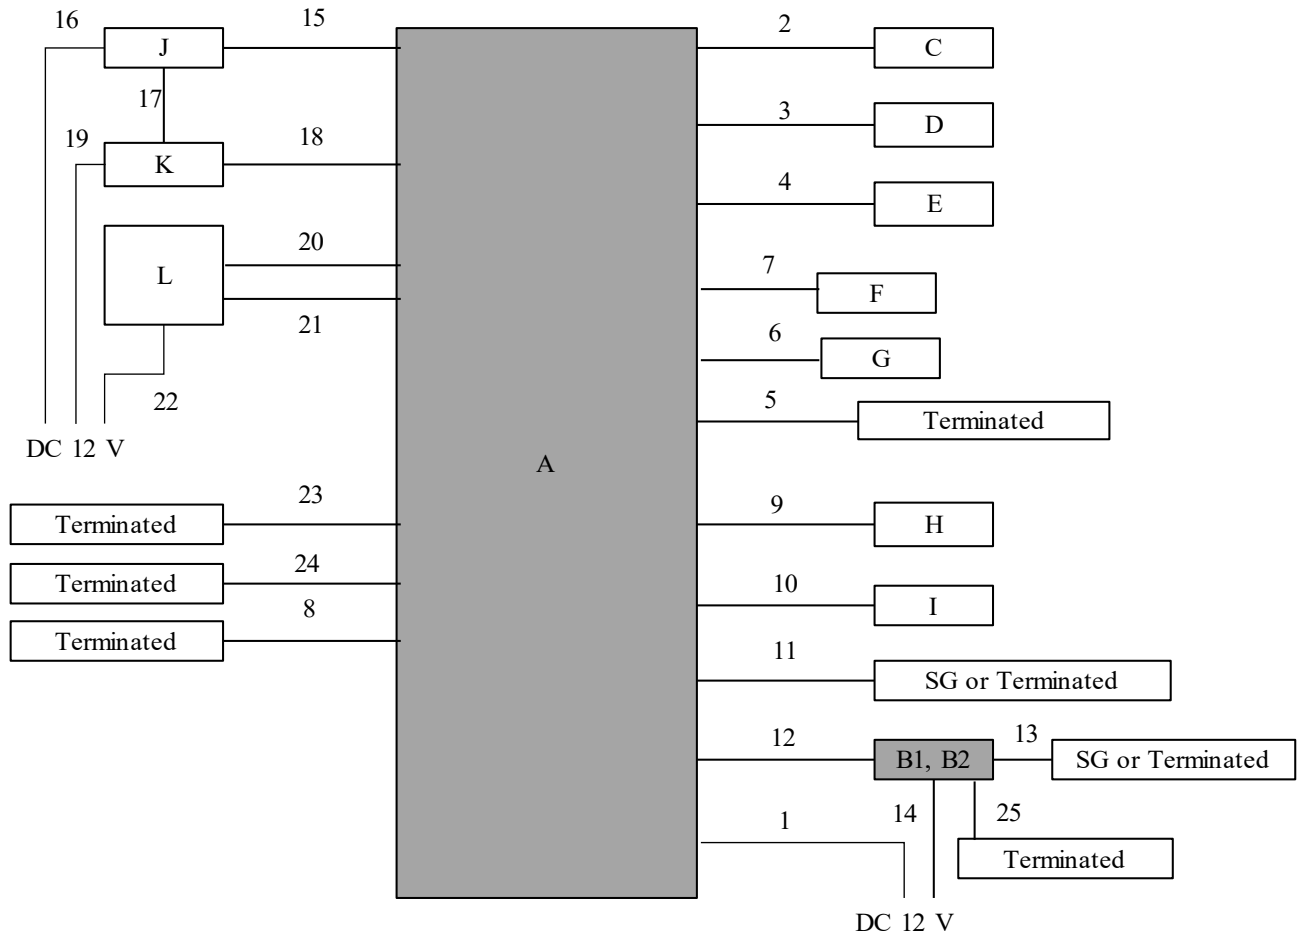 16
15
J
17
19
18
K
20
L
21
22
DC 12 V
23
Terminated
24
Terminated
8
Terminated
A
2
C
3
D
4
E
7
F
6
G
5
Terminated
9
H
10
I
11
SG or Terminated
12
B1, B2
13
SG or Terminated
14
25
Terminated
1
DC 12 V